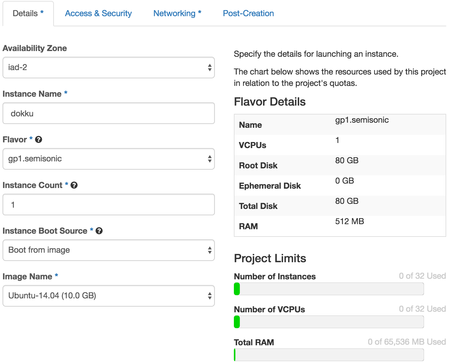 Details *
Access & Security
Networking *
Post-Creation
Availability Zone
iad-2
Instance Name *
dokku
Flavor *
gp1.semisonic
Instance Count *
1
Instance Boot Source *
Boot from image
Image Name *
Ubuntu-14.04 (10.0 GB)
Specify the details for launching an instance.
The chart below shows the resources used by this project
in relation to the project's quotas.
Flavor Details
Name gp1.semisonic
VCPUs 1
Root Disk 80 GB
Ephemeral Disk 0 GB
Total Disk 80 GB
RAM 512 MB
Project Limits
Number of Instances 0 of 32 Used
Number of VCPUs 0 of 32 Used
Total RAM 0 of 65,536 MB Used